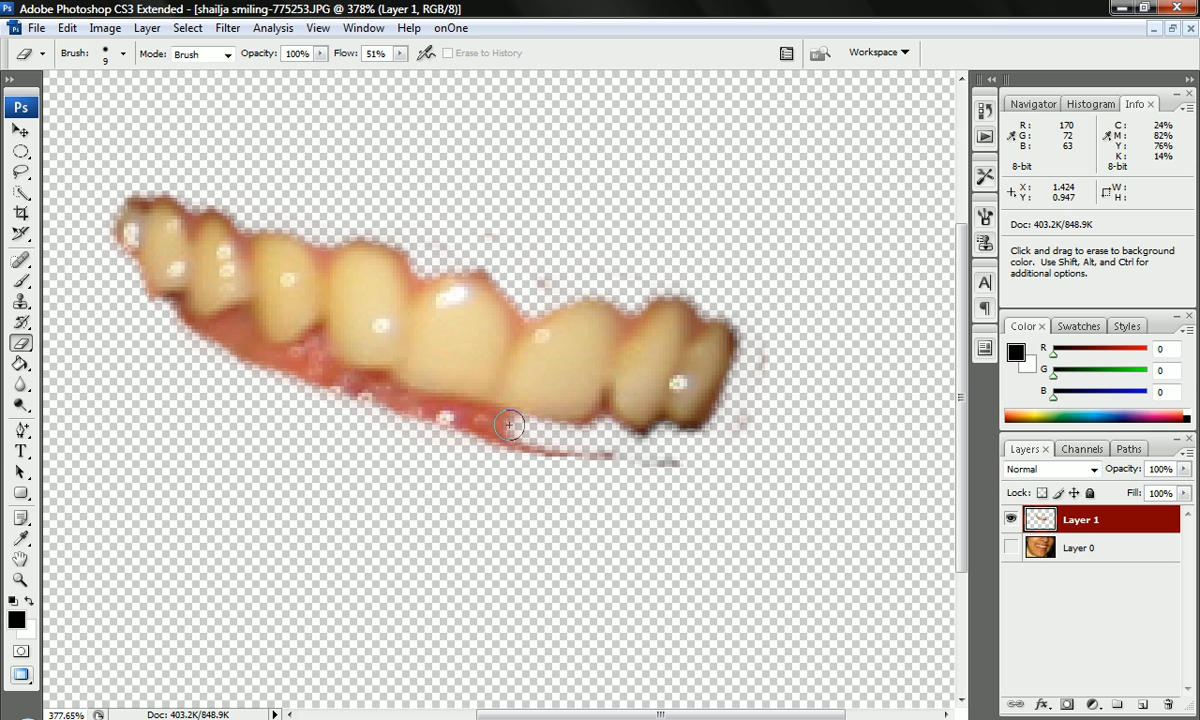 Adobe Photoshop CS3 Extended - [shailja smiling-775253.JPG @ 378% (Layer 1, RGB/8)]
File Edit Image Layer Select Filter Analysis View Window Help onOne
Brush: 9 Mode: Brush Opacity: 100% Flow: 51% Erase to History Workspace
Ps
Navigator Histogram Info
R: 170 C: 24%
G: 72 M: 82%
B: 63 Y: 76%
K: 14%
8-bit 8-bit
X: 1.424 W:
Y: 0.947 H:
Doc: 403.2K/848.9K
Click and drag to erase to background
color. Use Shift, Alt, and Ctrl for
additional options.
Color Swatches Styles
R 0
G 0
B 0
Layers Channels Paths
Normal Opacity: 100%
Lock: Fill: 100%
Layer 1
Layer 0
377.65% Doc: 403.2K/848.9K